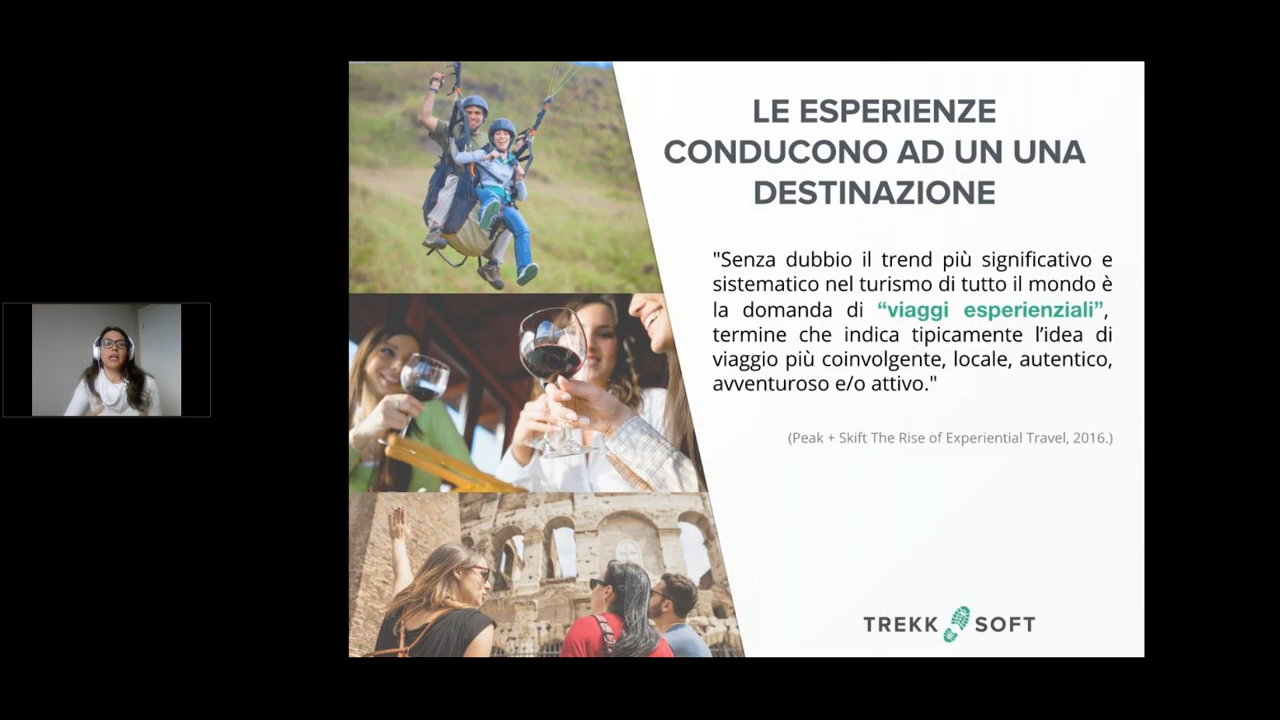 LE ESPERIENZE
CONDUCONO AD UN UNA
DESTINAZIONE
"Senza dubbio il trend più significativo e
sistematico nel turismo di tutto il mondo è
la domanda di “viaggi esperienziali”,
termine che indica tipicamente l’idea di
viaggio più coinvolgente, locale, autentico,
avventuroso e/o attivo."
(Peak + Skift The Rise of Experiential Travel, 2016.)
TREKK SOFT